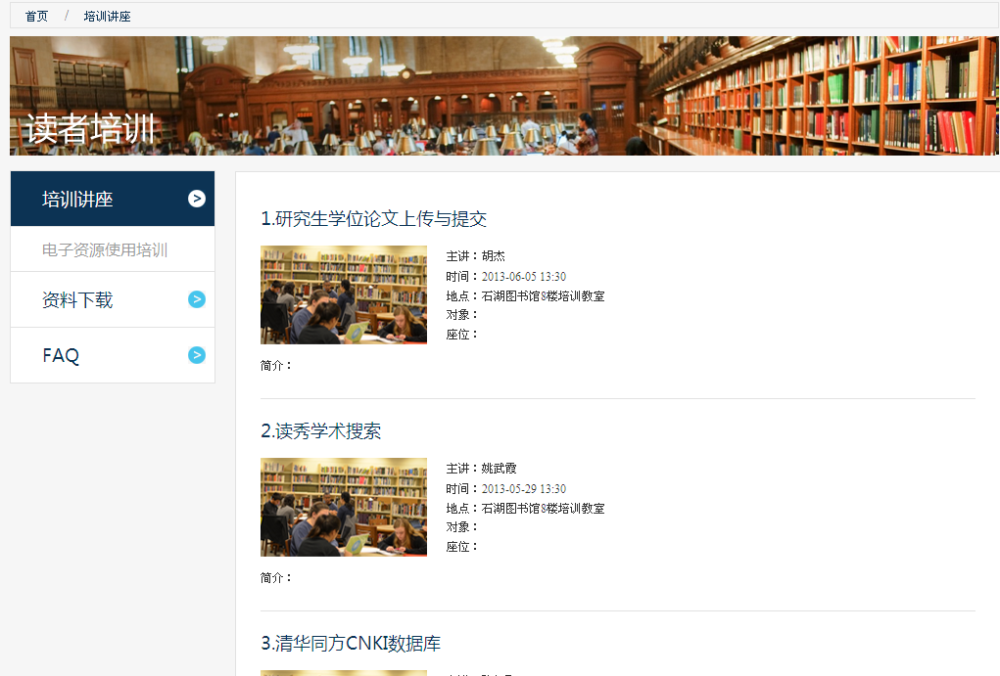 首页 / 培训讲座
读者培训
培训讲座
电子资源使用培训
资料下载
FAQ
1.研究生学位论文上传与提交
主讲：胡杰
时间：2013-06-05 13:30
地点：石湖图书馆8楼培训教室
对象：
座位：
简介：
2.读秀学术搜索
主讲：姚武霞
时间：2013-05-29 13:30
地点：石湖图书馆8楼培训教室
对象：
座位：
简介：
3.清华同方CNKI数据库